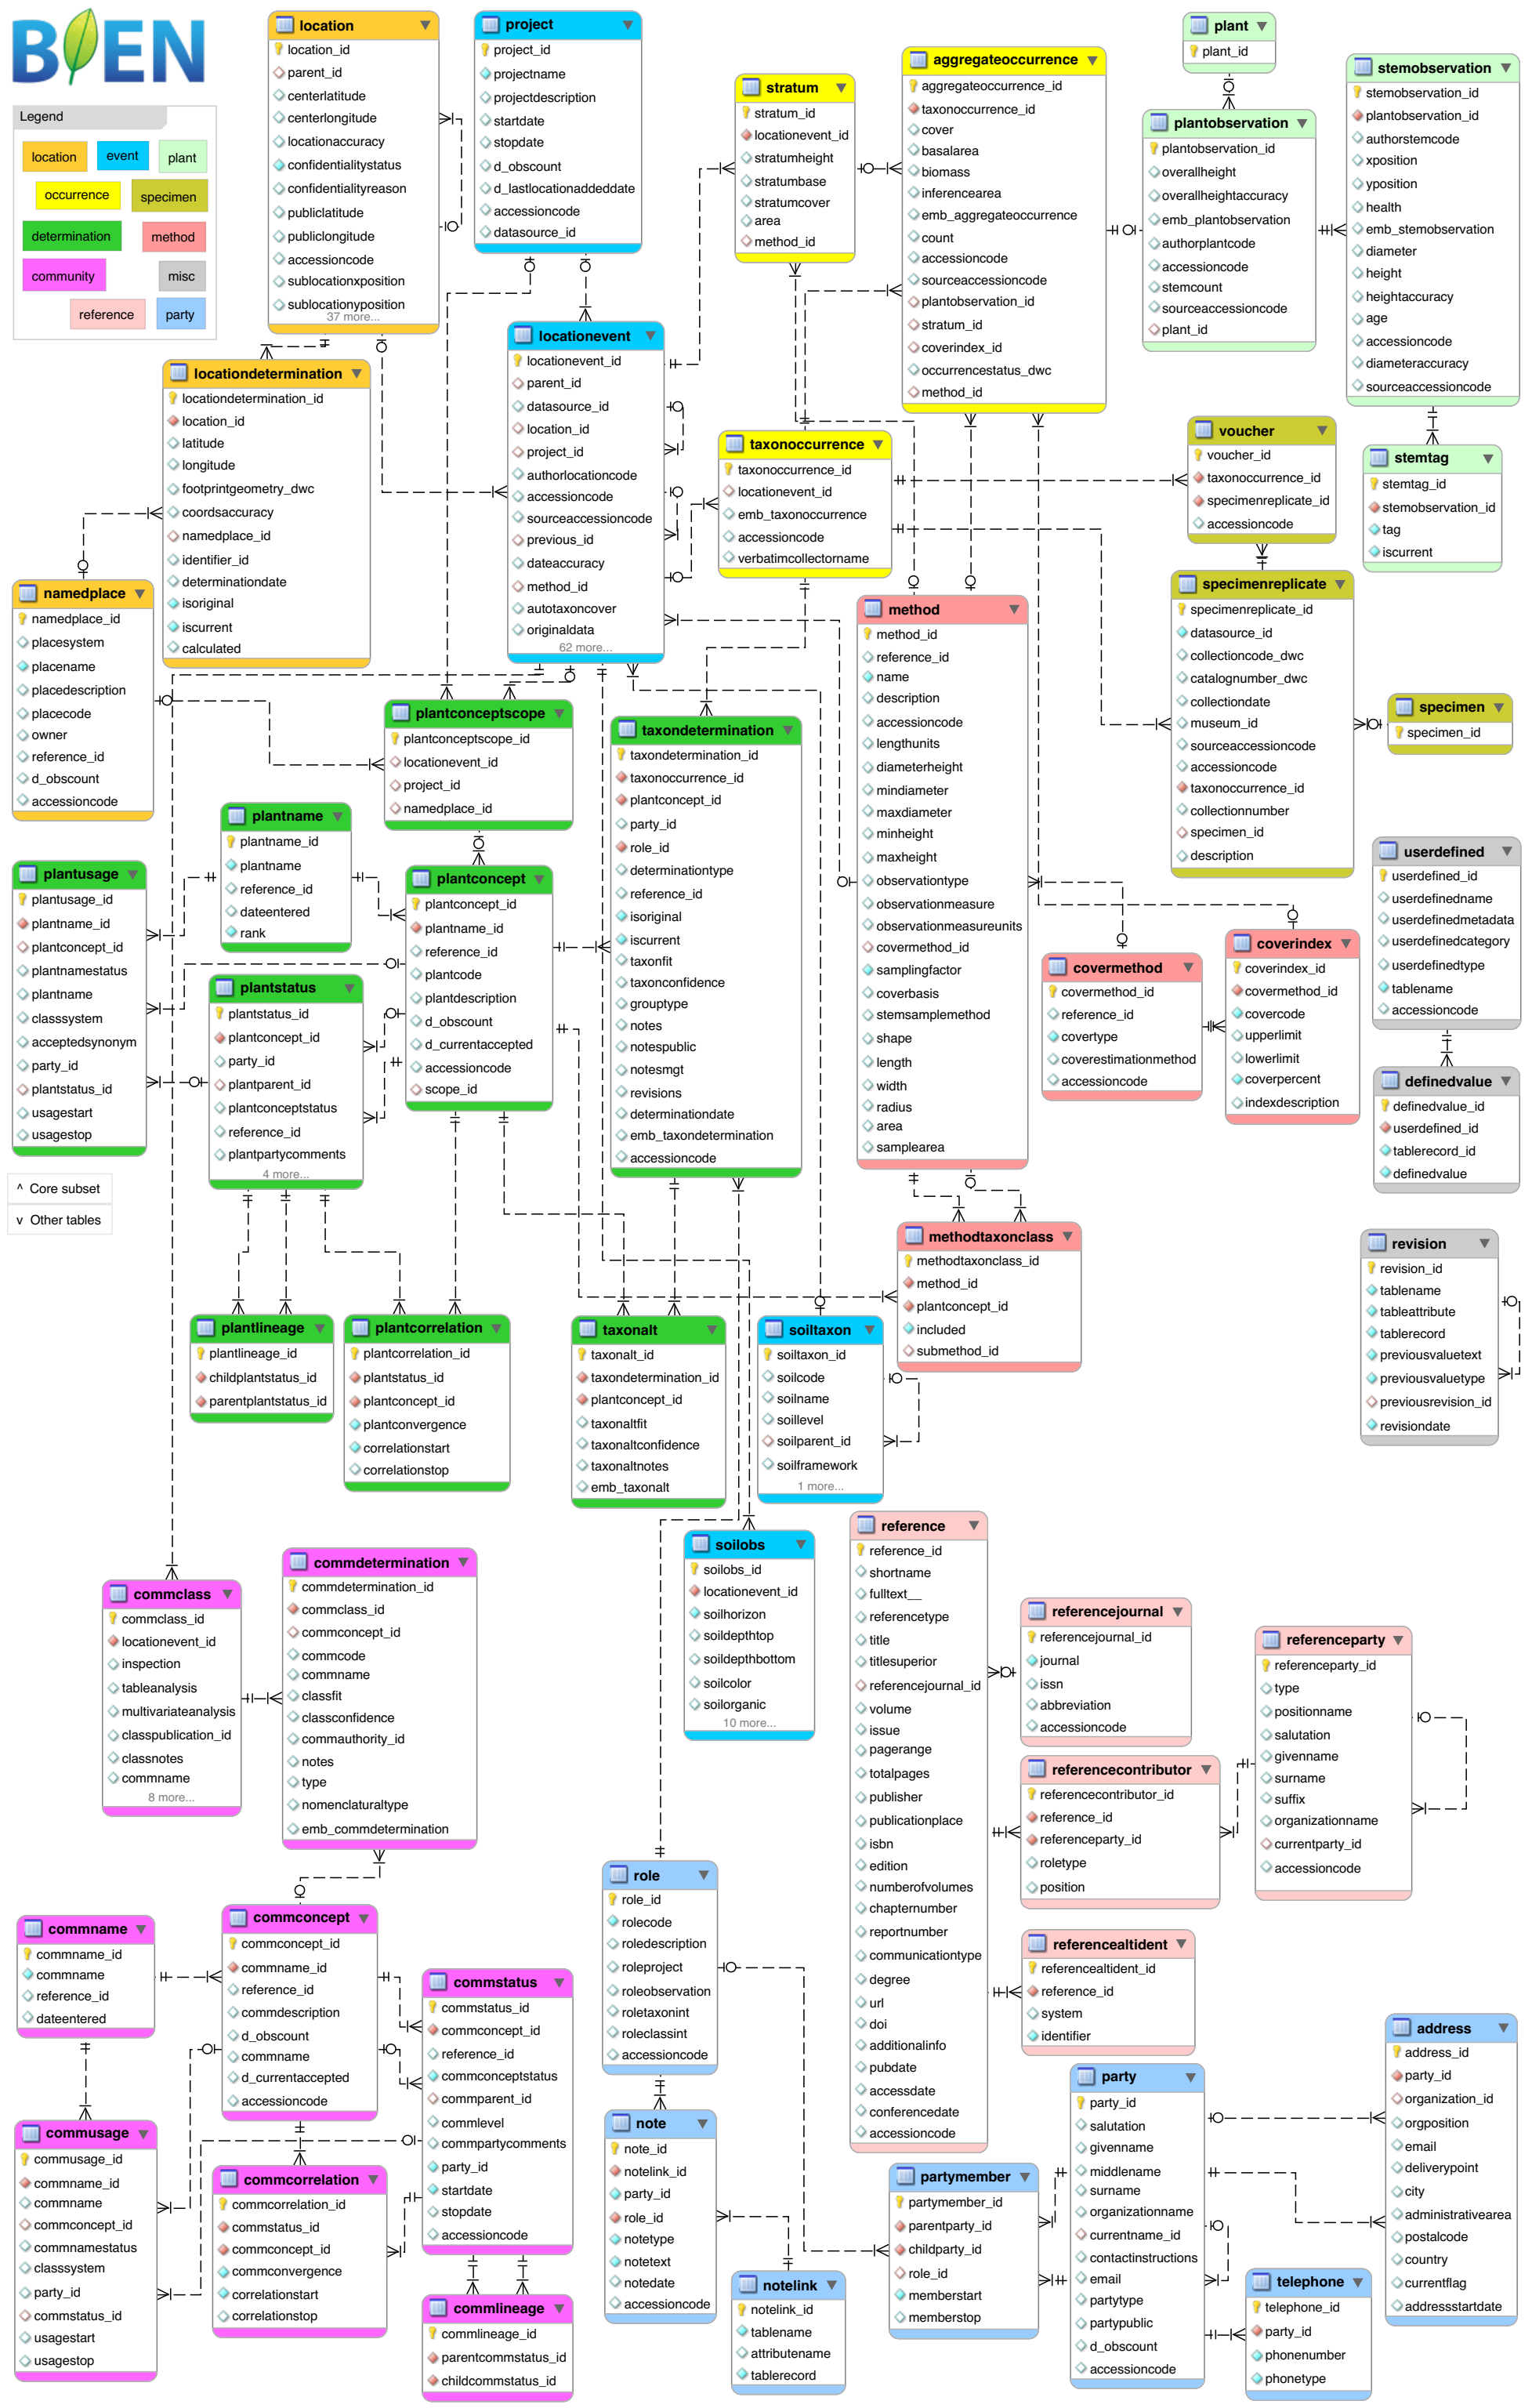 BIEN
Legend
location
event
plant
occurrence
specimen
determination
method
community
misc
reference
party
location
location_id
parent_id
centerlatitude
centerlongitude
locationaccuracy
confidentialitystatus
confidentialityreason
publiclatitude
publiclongitude
accessioncode
sublocationxposition
sublocationyposition
37 more...
project
project_id
projectname
projectdescription
startdate
stopdate
d_obscount
d_lastlocationaddeddate
accessioncode
datasource_id
stratum
stratum_id
locationevent_id
stratumheight
stratumbase
stratumcover
area
method_id
aggregateoccurrence
aggregateoccurrence_id
taxonoccurrence_id
cover
basalarea
biomass
inferencearea
emb_aggregateoccurrence
count
accessioncode
sourceaccessioncode
plantobservation_id
stratum_id
coverindex_id
occurrencestatus_dwc
method_id
plant
plant_id
plantobservation
plantobservation_id
overallheight
overallheightaccuracy
emb_plantobservation
authorplantcode
accessioncode
stemcount
sourceaccessioncode
plant_id
stemobservation
stemobservation_id
plantobservation_id
authorstemcode
xposition
yposition
health
emb_stemobservation
diameter
height
heightaccuracy
age
accessioncode
diameteraccuracy
sourceaccessioncode
locationdetermination
locationdetermination_id
location_id
latitude
longitude
footprintgeometry_dwc
coordsaccuracy
namedplace_id
identifier_id
determinationdate
isoriginal
iscurrent
calculated
locationevent
locationevent_id
parent_id
datasource_id
location_id
project_id
authorlocationcode
accessioncode
sourceaccessioncode
previous_id
dateaccuracy
method_id
autotaxoncover
originaldata
62 more...
taxonoccurrence
taxonoccurrence_id
locationevent_id
emb_taxonoccurrence
accessioncode
verbatimcollectorname
voucher
voucher_id
taxonoccurrence_id
specimenreplicate_id
accessioncode
stemtag
stemtag_id
stemobservation_id
tag
iscurrent
namedplace
namedplace_id
placesystem
placename
placedescription
placecode
owner
reference_id
d_obscount
accessioncode
method
method_id
reference_id
name
description
accessioncode
lengthunits
diameterheight
mindiameter
maxdiameter
minheight
maxheight
observationtype
observationmeasure
observationmeasureunits
covermethod_id
samplingfactor
coverbasis
stemsamplemethod
shape
length
width
radius
area
samplearea
specimenreplicate
specimenreplicate_id
datasource_id
collectioncode_dwc
catalognumber_dwc
collectiondate
museum_id
sourceaccessioncode
accessioncode
taxonoccurrence_id
collectionnumber
specimen_id
description
specimen
specimen_id
plantconceptscope
plantconceptscope_id
locationevent_id
project_id
namedplace_id
taxondetermination
taxondetermination_id
taxonoccurrence_id
plantconcept_id
party_id
role_id
determinationtype
reference_id
isoriginal
iscurrent
taxonfit
taxonconfidence
grouptype
notes
notespublic
notesmgt
revisions
determinationdate
emb_taxondetermination
accessioncode
plantname
plantname_id
plantname
reference_id
dateentered
rank
plantusage
plantusage_id
plantname_id
plantconcept_id
plantnamestatus
plantname
classsystem
acceptedsynonym
party_id
plantstatus_id
usagestart
usagestop
plantconcept
plantconcept_id
plantname_id
reference_id
plantcode
plantdescription
d_obscount
d_currentaccepted
accessioncode
scope_id
plantstatus
plantstatus_id
plantconcept_id
party_id
plantparent_id
plantconceptstatus
reference_id
plantpartycomments
4 more...
userdefined
userdefined_id
userdefinedname
userdefinedmetadata
userdefinedcategory
userdefinedtype
tablename
accessioncode
covermethod
covermethod_id
reference_id
covertype
coverestimationmethod
accessioncode
coverindex
coverindex_id
covermethod_id
covercode
upperlimit
lowerlimit
coverpercent
indexdescription
definedvalue
definedvalue_id
userdefined_id
tablerecord_id
definedvalue
^ Core subset
v Other tables
methodtaxonclass
methodtaxonclass_id
method_id
plantconcept_id
included
submethod_id
revision
revision_id
tablename
tableattribute
tablerecord
previousvaluetext
previousvaluetype
previousrevision_id
revisiondate
plantlineage
plantlineage_id
childplantstatus_id
parentplantstatus_id
plantcorrelation
plantcorrelation_id
plantstatus_id
plantconcept_id
plantconvergence
correlationstart
correlationstop
taxonalt
taxonalt_id
taxondetermination_id
plantconcept_id
taxonaltfit
taxonaltconfidence
taxonaltnotes
emb_taxonalt
soiltaxon
soiltaxon_id
soilcode
soilname
soillevel
soilparent_id
soilframework
1 more...
commclass
commclass_id
locationevent_id
inspection
tableanalysis
multivariateanalysis
classpublication_id
classnotes
commname
8 more...
commdetermination
commdetermination_id
commclass_id
commconcept_id
commcode
commname
classfit
classconfidence
commauthority_id
notes
type
nomenclaturaltype
emb_commdetermination
soilobs
soilobs_id
locationevent_id
soilhorizon
soildepthtop
soildepthbottom
soilcolor
soilorganic
10 more...
reference
reference_id
shortname
fulltext__
referencetype
title
titlesuperior
referencejournal_id
volume
issue
pagerange
totalpages
publisher
publicationplace
isbn
edition
numberofvolumes
chapternumber
reportnumber
communicationtype
degree
url
doi
additionalinfo
pubdate
accessdate
conferencedate
accessioncode
referencejournal
referencejournal_id
journal
issn
abbreviation
accessioncode
referenceparty
referenceparty_id
type
positionname
salutation
givenname
surname
suffix
organizationname
currentparty_id
accessioncode
referencecontributor
referencecontributor_id
reference_id
referenceparty_id
roletype
position
referencealtident
referencealtident_id
reference_id
system
identifier
role
role_id
rolecode
roledescription
roleproject
roleobservation
roletaxonint
roleclassint
accessioncode
commname
commname_id
commname
reference_id
dateentered
commconcept
commconcept_id
commname_id
reference_id
commdescription
d_obscount
commname
d_currentaccepted
accessioncode
commstatus
commstatus_id
commconcept_id
reference_id
commconceptstatus
commparent_id
commlevel
commpartycomments
party_id
startdate
stopdate
accessioncode
commusage
commusage_id
commname_id
commname
commconcept_id
commnamestatus
classsystem
party_id
commstatus_id
usagestart
usagestop
commcorrelation
commcorrelation_id
commstatus_id
commconcept_id
commconvergence
correlationstart
correlationstop
commlineage
commlineage_id
parentcommstatus_id
childcommstatus_id
note
note_id
notelink_id
party_id
role_id
notetype
notetext
notedate
accessioncode
notelink
notelink_id
tablename
attributename
tablerecord
partymember
partymember_id
parentparty_id
childparty_id
role_id
memberstart
memberstop
party
party_id
salutation
givenname
middlename
surname
organizationname
currentname_id
contactinstructions
email
partytype
partypublic
d_obscount
accessioncode
address
address_id
party_id
organization_id
orgposition
email
deliverypoint
city
administrativearea
postalcode
country
currentflag
addressstartdate
telephone
telephone_id
party_id
phonenumber
phonetype